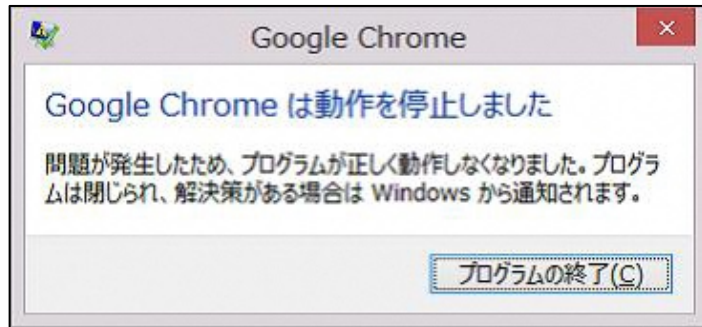 Google Chrome
Google Chrome は動作を停止しました
問題が発生したため、プログラムが正しく動作しなくなりました。プログラ
ムは閉じられ、解決策がある場合は Windows から通知されます。
プログラムの終了(C)